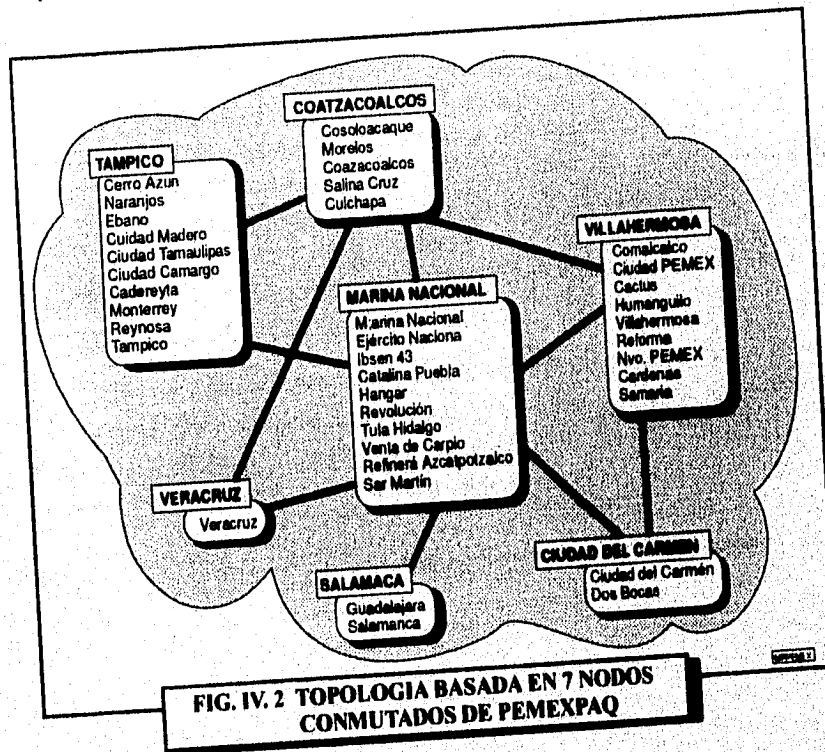 COATZACOALCOS
Cosoloacaque
Morelos
Coazacoalcos
Salina Cruz
Culchapa
TAMPICO
Cerro Azun
Naranjos
Ebano
Cuidad Madero
Ciudad Tamaulipas
Ciudad Camargo
Cadereyta
Monterrey
Reynosa
Tampico
VILLAHERMOSA
Comalcalco
Ciudad PEMEX
Cactus
Humanguilo
Villahermosa
Reforma
Nvo. PEMEX
Cardenas
Samaria
MARINA NACIONAL
Marina Nacional
Ejército Naciona
Ibsen 43
Catalina Puebla
Hangar
Revolución
Tula Hidalgo
Venta de Carpio
Refinerá Azcatpotzalco
Sar Martín
VERACRUZ
Veracruz
SALAMACA
Guadalajara
Salamanca
CIUDAD DEL CARMEN
Ciudad del Carmén
Dos Bocas
FIG. IV. 2 TOPOLOGIA BASADA EN 7 NODOS
CONMUTADOS DE PEMEXPAQ